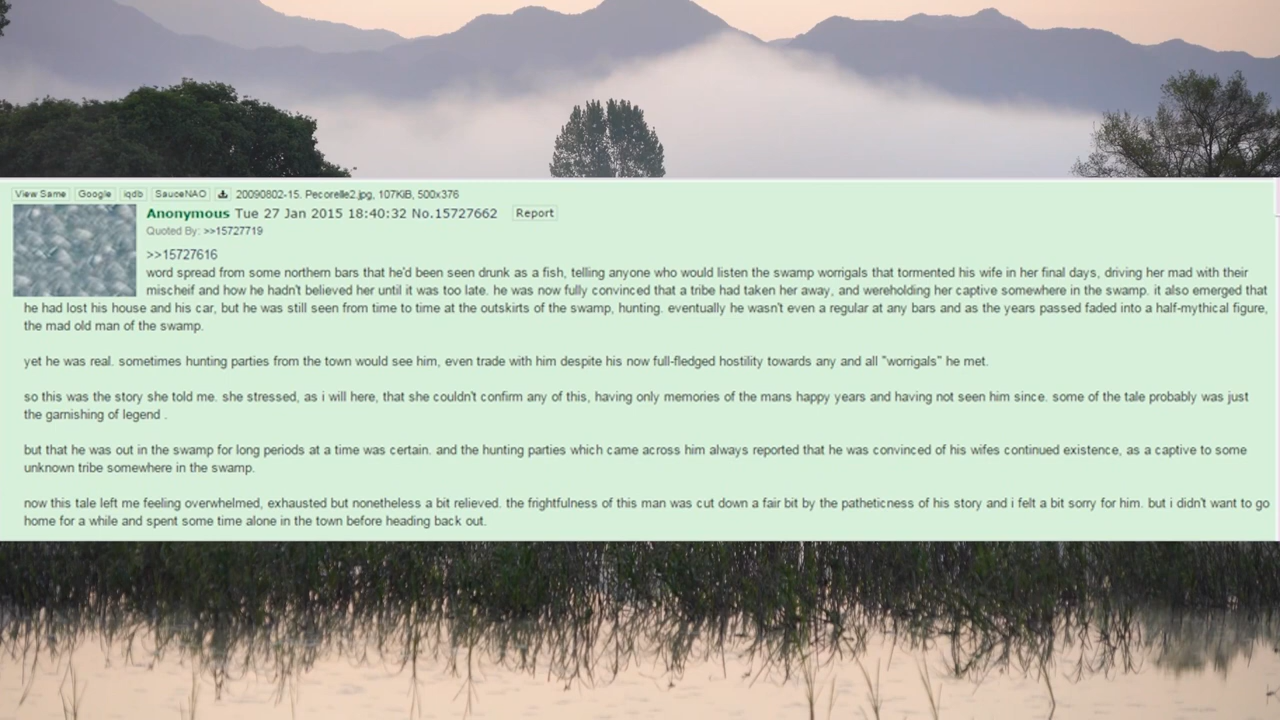 View Same Google iqdb SauceNAO 20090802-15. Pecorelle2.jpg, 107KiB, 500x376
Anonymous Tue 27 Jan 2015 18:40:32 No.15727662 Report
Quoted By: >>15727719
>>15727616
word spread from some northern bars that he'd been seen drunk as a fish, telling anyone who would listen the swamp worrigals that tormented his wife in her final days, driving her mad with their
mischeif and how he hadn't believed her until it was too late. he was now fully convinced that a tribe had taken her away, and wereholding her captive somewhere in the swamp. it also emerged that
he had lost his house and his car, but he was still seen from time to time at the outskirts of the swamp, hunting. eventually he wasn't even a regular at any bars and as the years passed faded into a half-mythical figure,
the mad old man of the swamp.
yet he was real. sometimes hunting parties from the town would see him, even trade with him despite his now full-fledged hostility towards any and all "worrigals" he met.
so this was the story she told me. she stressed, as i will here, that she couldn't confirm any of this, having only memories of the mans happy years and having not seen him since. some of the tale probably was just
the garnishing of legend .
but that he was out in the swamp for long periods at a time was certain. and the hunting parties which came across him always reported that he was convinced of his wifes continued existence, as a captive to some
unknown tribe somewhere in the swamp.
now this tale left me feeling overwhelmed, exhausted but nonetheless a bit relieved. the frightfulness of this man was cut down a fair bit by the patheticness of his story and i felt a bit sorry for him. but i didn't want to go
home for a while and spent some time alone in the town before heading back out.